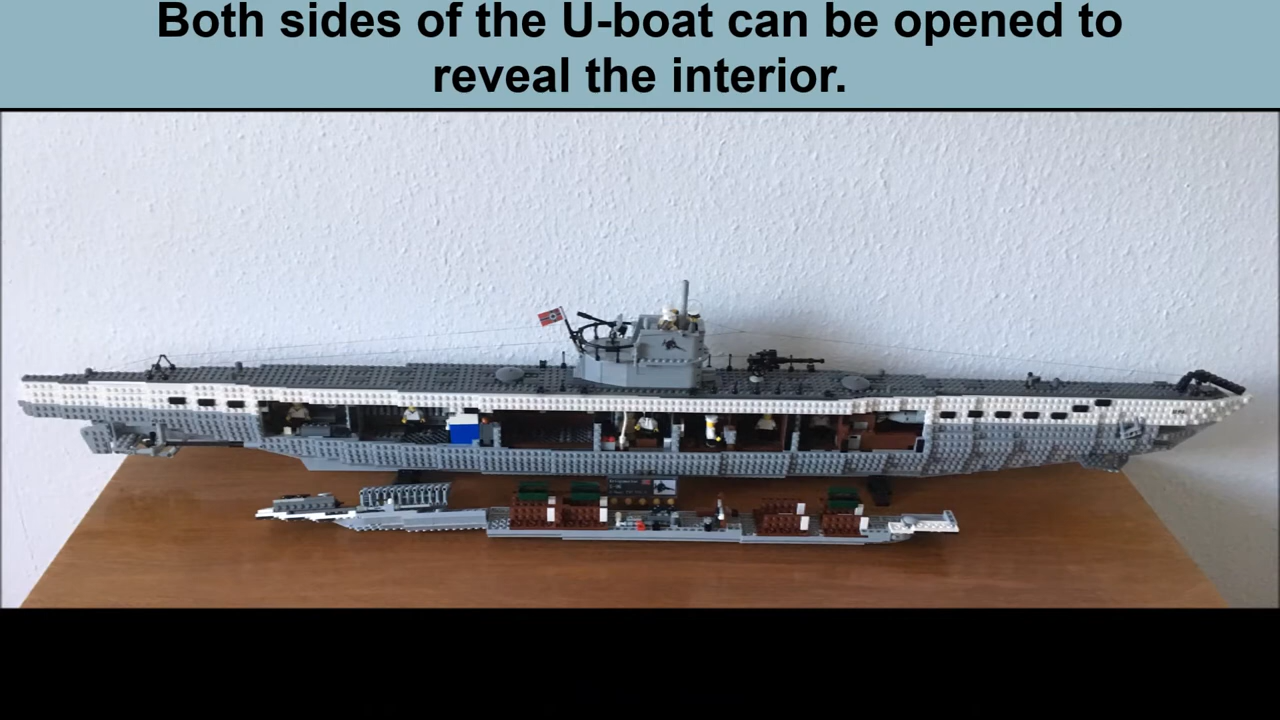 Both sides of the U-boat can be opened to
reveal the interior.